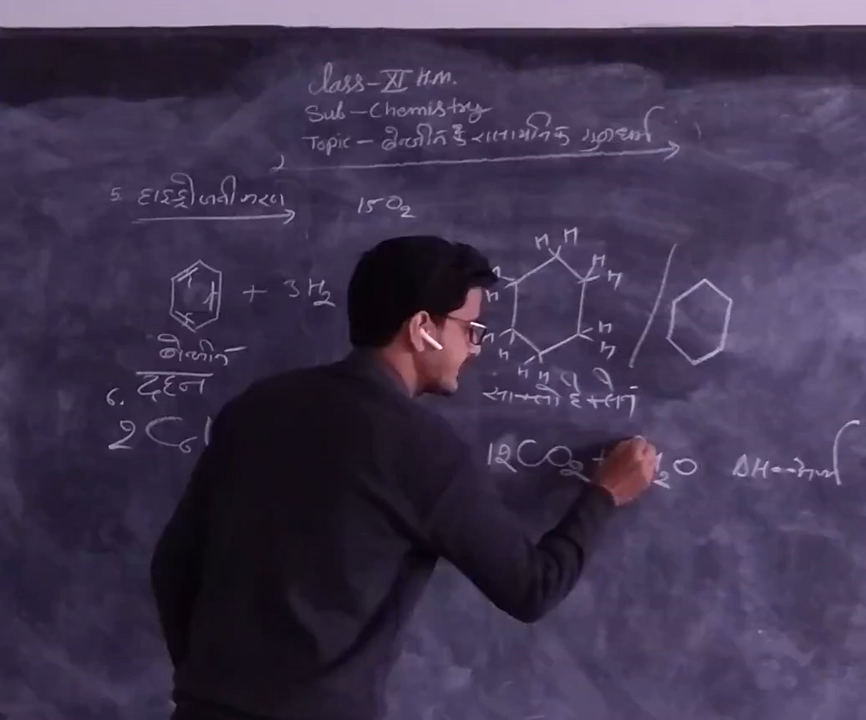 Class-XI H.M.
Sub-Chemistry
Topic- बेन्जीन के रासायनिक गुणधर्म
5. हाइड्रोजनीकरण 15O2
+ 3H2
H H
H H
H H
H H
H H
H H
बेन्जीन
साइक्लोहेक्सेन
6. दहन
2C6H
12CO2 + H2O ΔH=-